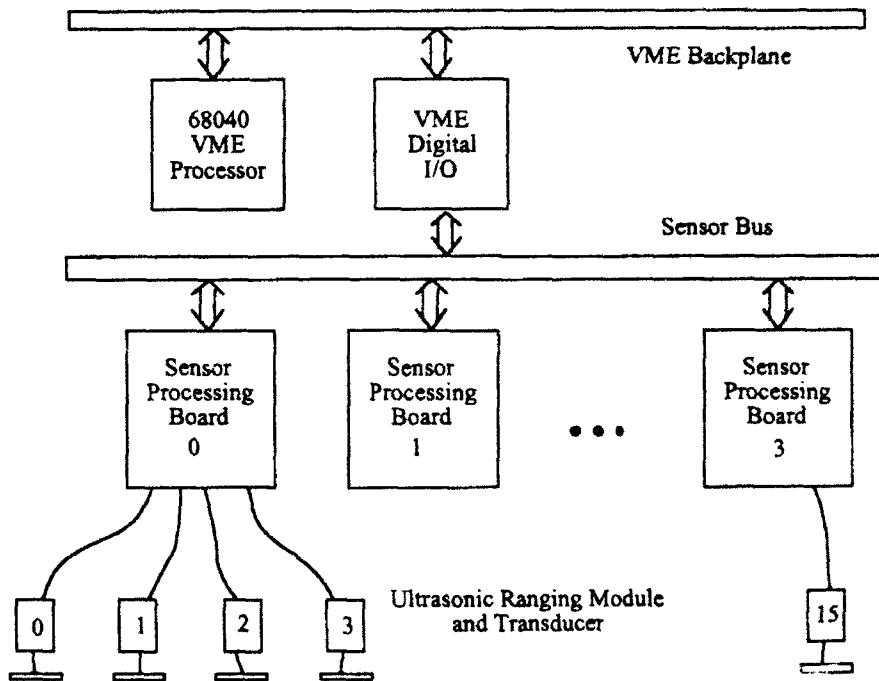 VME Backplane
68040
VME
Processor
VME
Digital
I/O
Sensor Bus
Sensor
Processing
Board
0
Sensor
Processing
Board
1
Sensor
Processing
Board
3
Ultrasonic Ranging Module
and Transducer
0
1
2
3
15